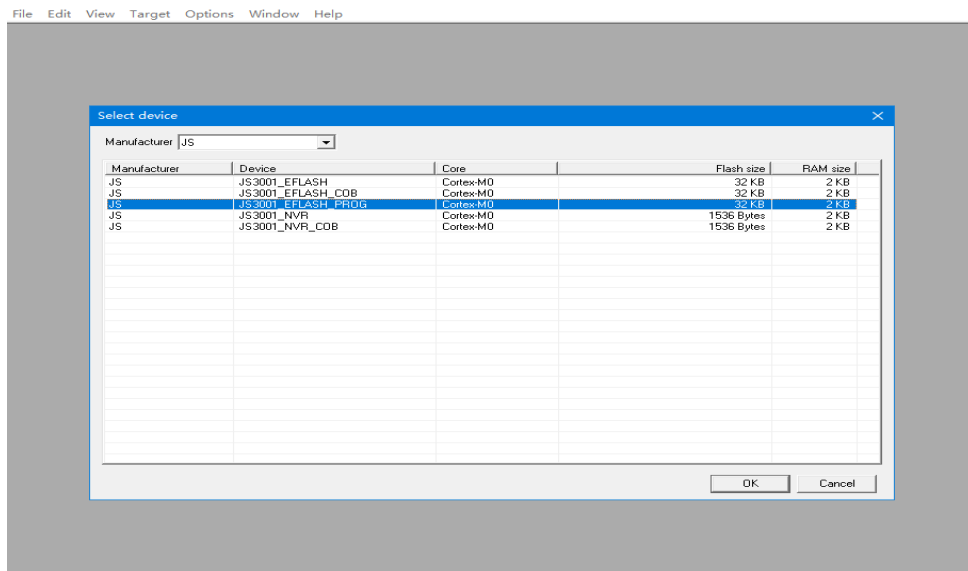 File Edit View Target Options Window Help
Select device
Manufacturer JS
Manufacturer Device Core Flash size RAM size
JS JS3001_EFLASH Cortex-M0 32 KB 2 KB
JS JS3001_EFLASH_COB Cortex-M0 32 KB 2 KB
JS JS3001_EFLASH_PROG Cortex-M0 32 KB 2 KB
JS JS3001_NVR Cortex-M0 1536 Bytes 2 KB
JS JS3001_NVR_COB Cortex-M0 1536 Bytes 2 KB
OK Cancel